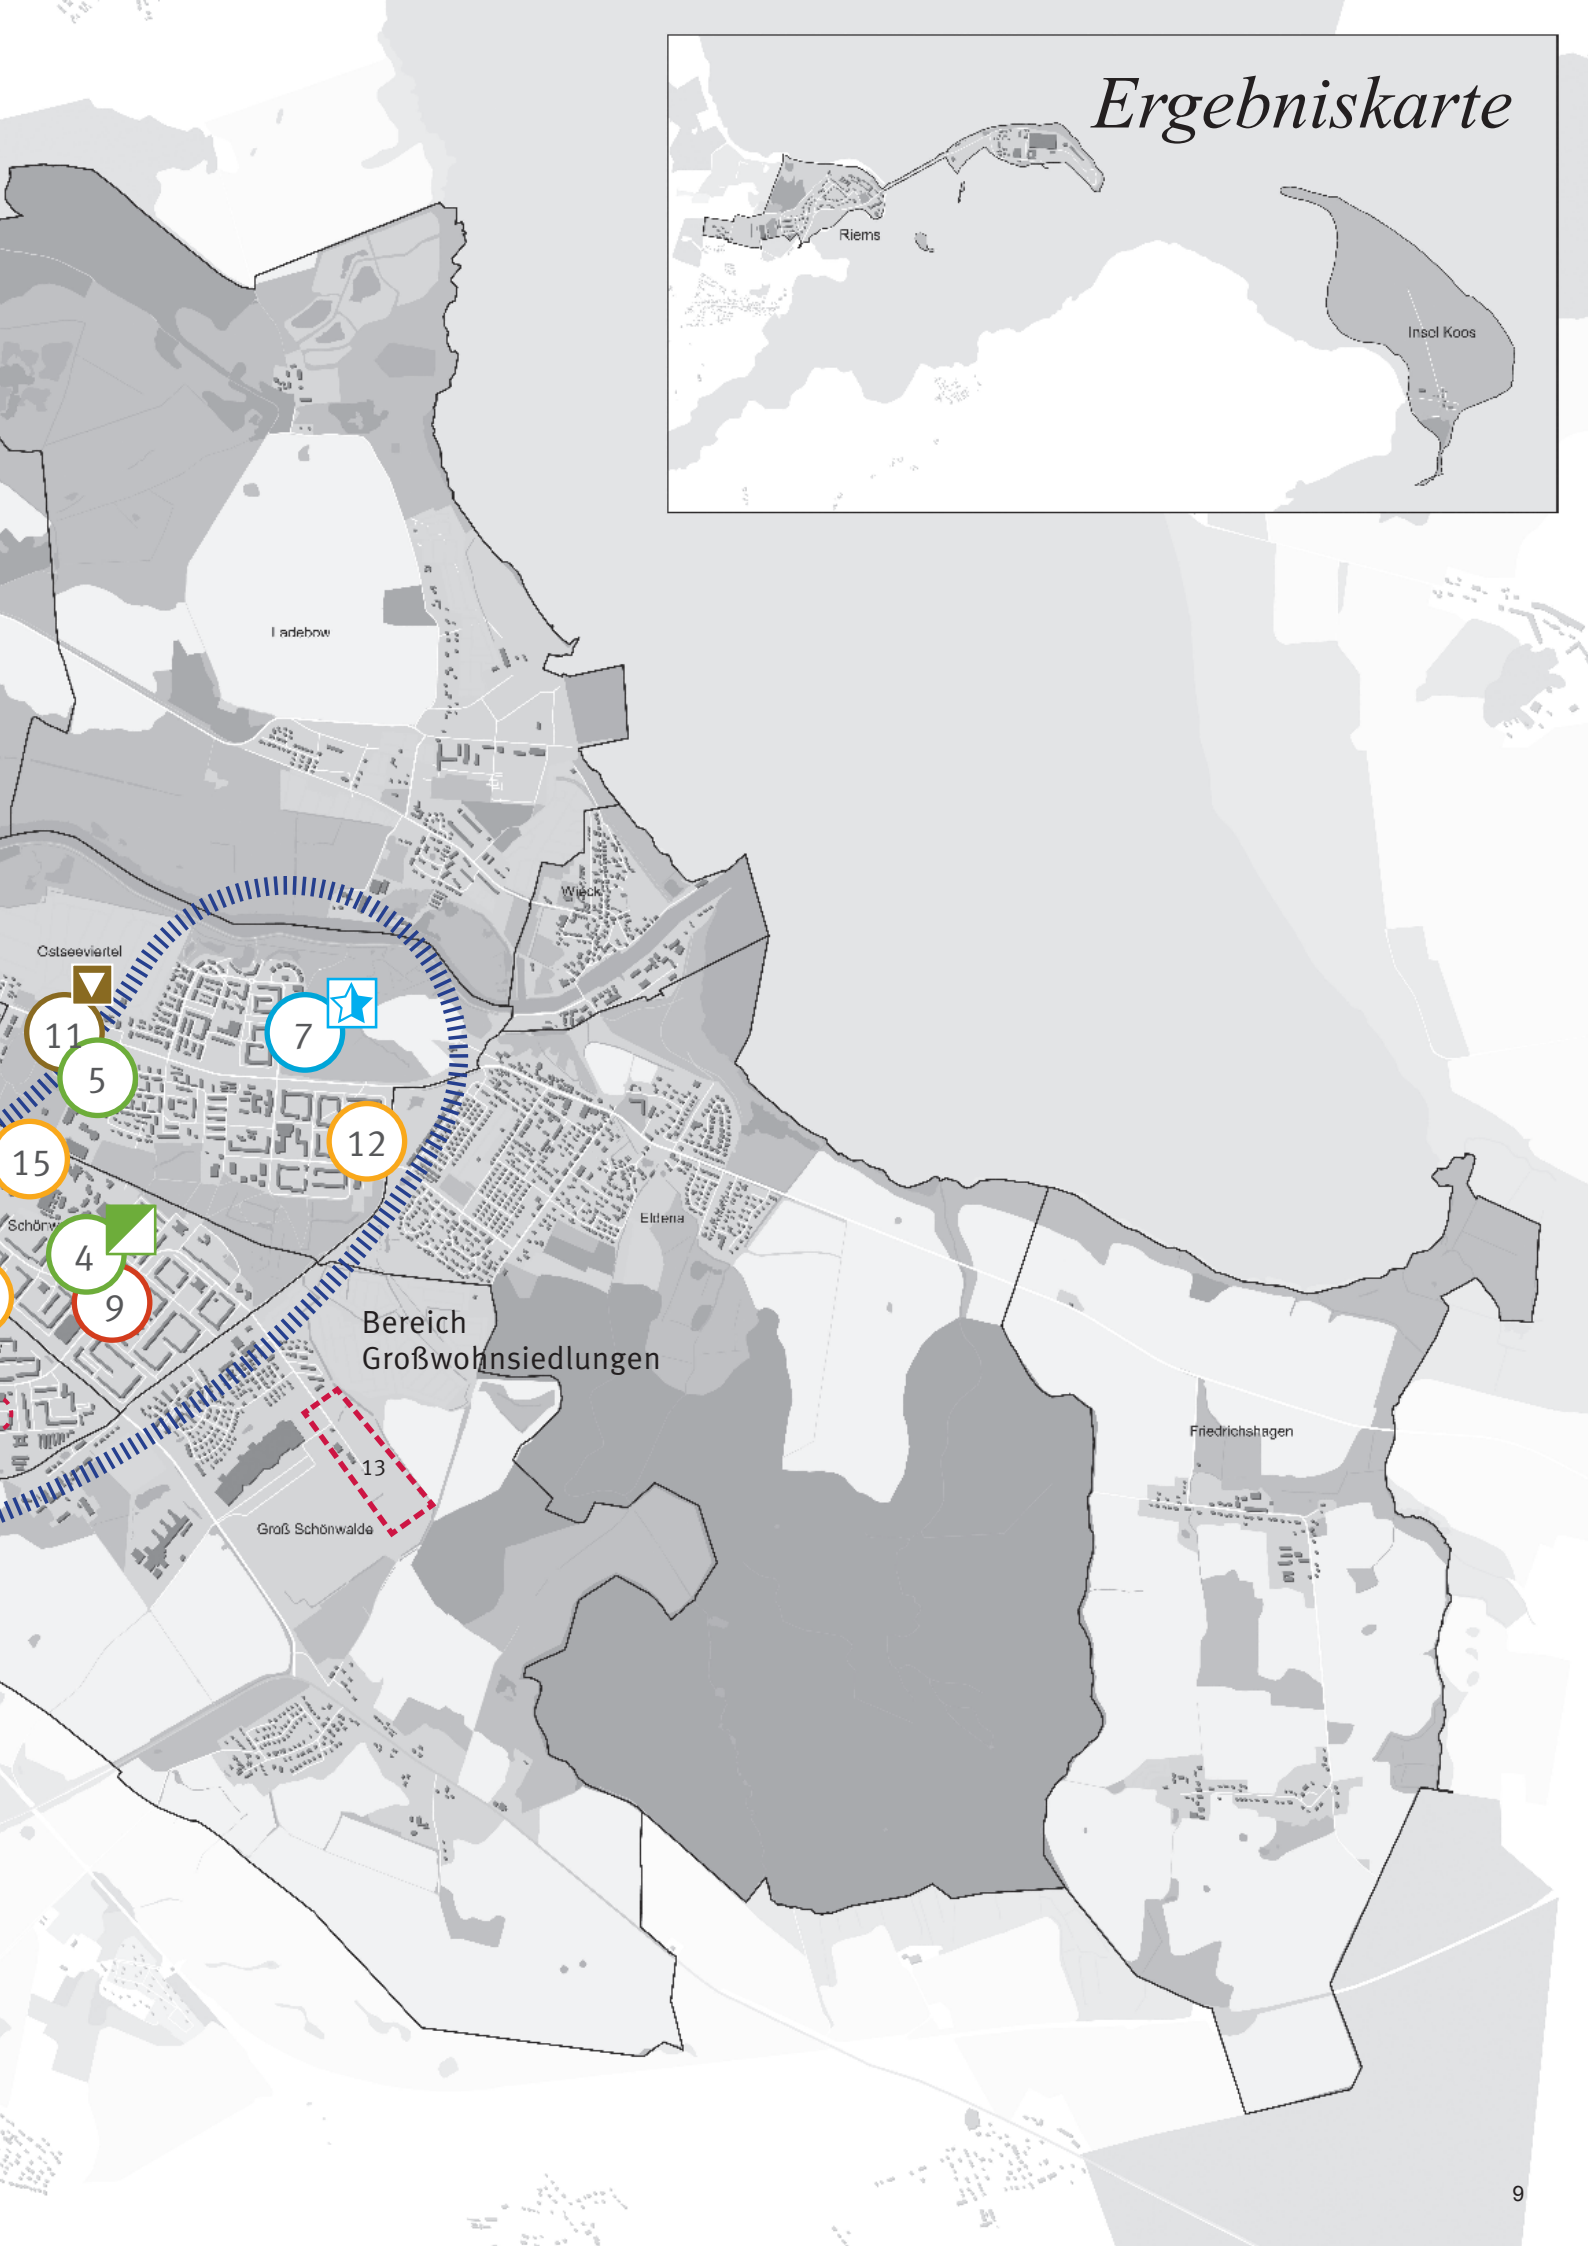 Ergebniskarte
Riems
Insel Koos
Ladebow
Wieck
Ostseeviertel
11
7
5
12
15
Schönw
4
9
Eldena
Bereich
Großwohnsiedlungen
Friedrichshagen
13
Groß Schönwalde
9